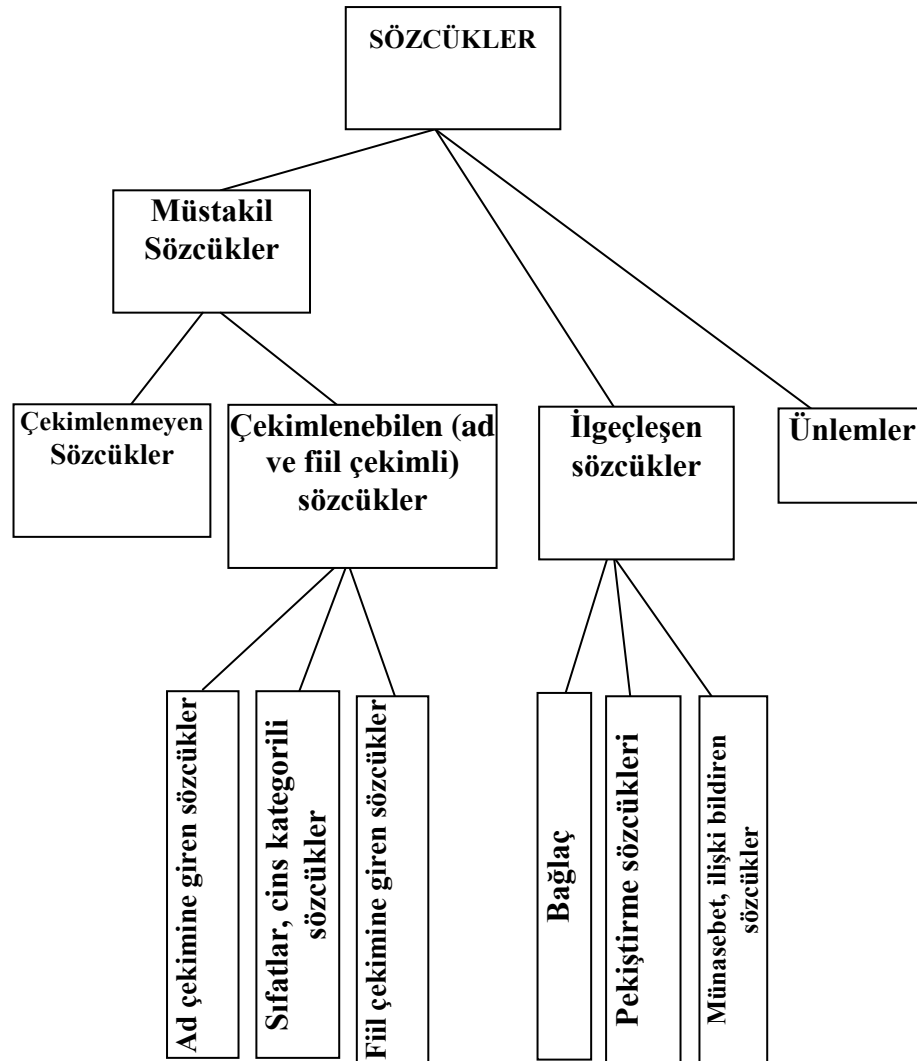 SÖZCÜKLER
Müstakil
Sözcükler
Çekimlenmeyen
Sözcükler
Çekimlenebilen (ad
ve fiil çekimli)
sözcükler
İlgeçleşen
sözcükler
Ünlemler
Ad çekimine giren sözcükler
Sıfatlar, cins kategorili
sözcükler
Fiil çekimine giren sözcükler
Bağlaç
Pekiştirme sözcükleri
Münasebet, ilişki bildiren
sözcükler